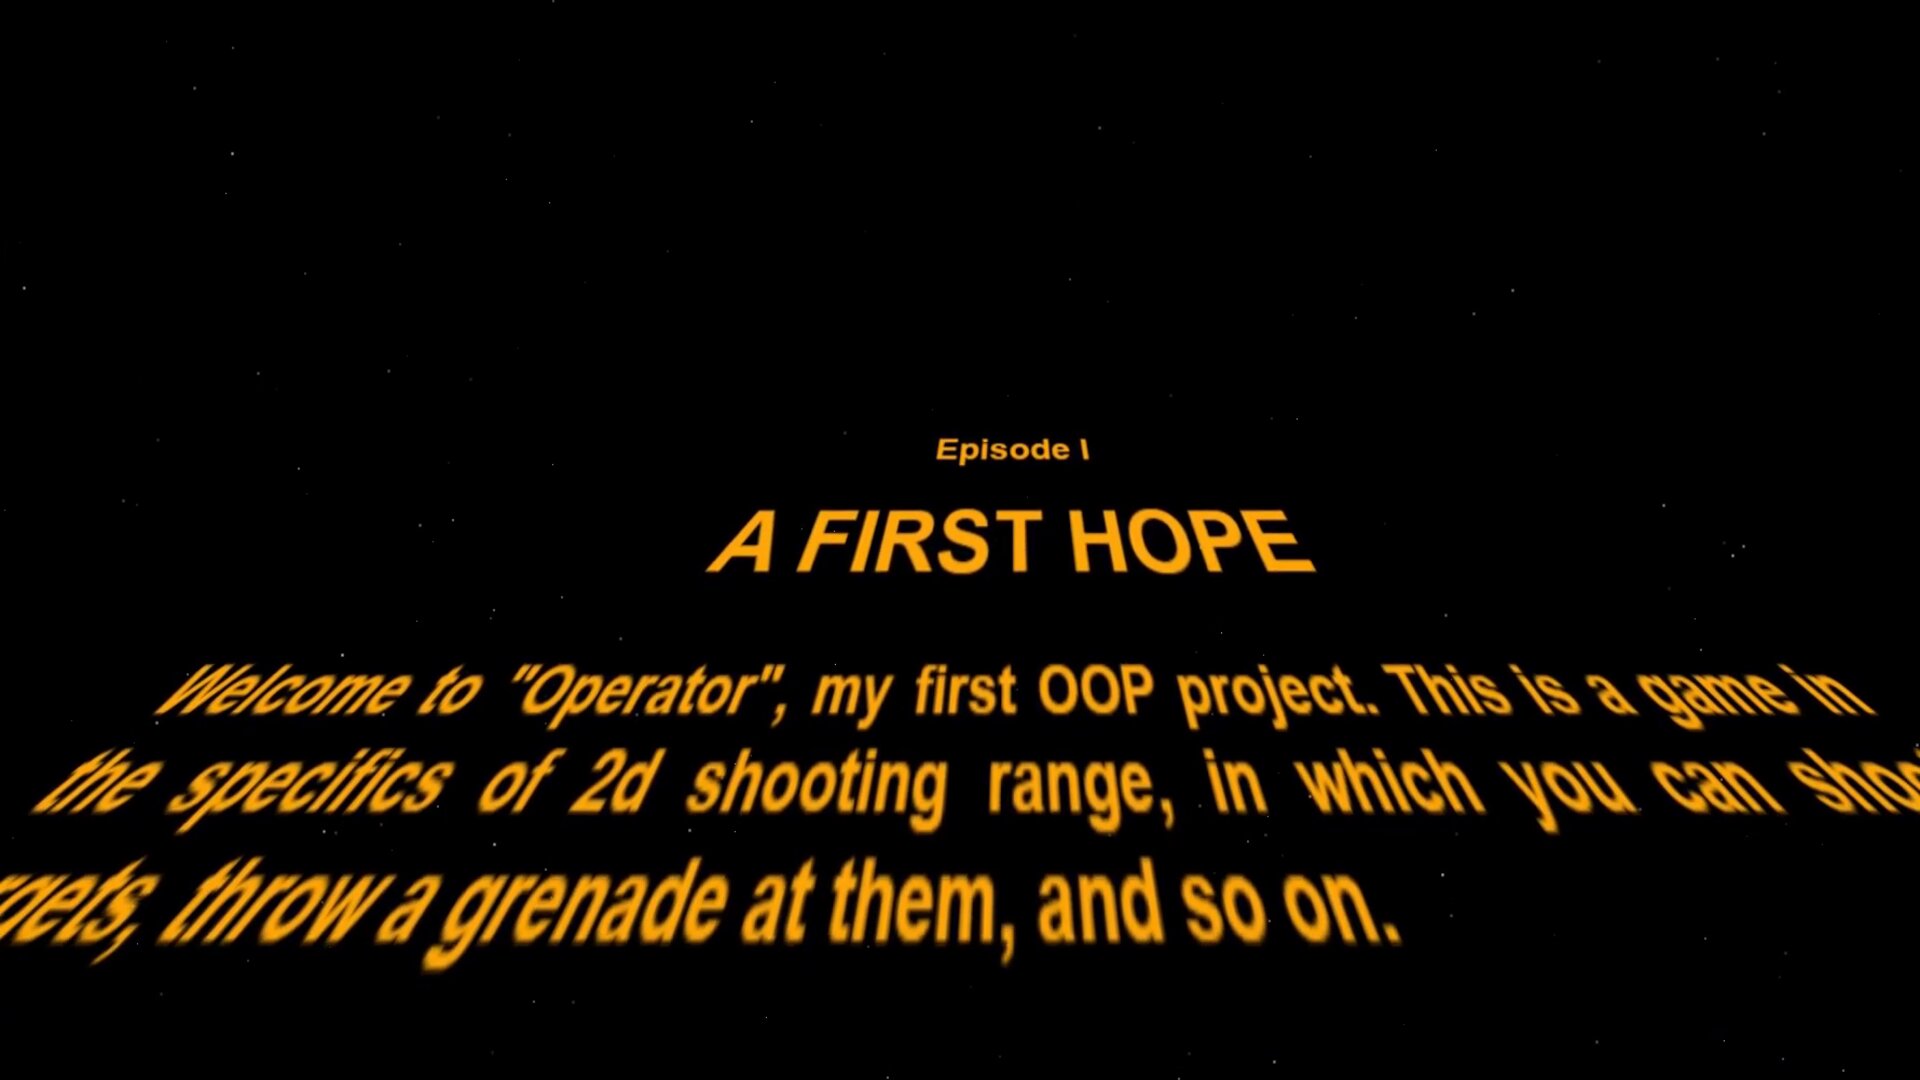 Episode I
A FIRST HOPE
Welcome to "Operator", my first OOP project. This is a game in
the specifics of 2d shooting range, in which you can
throw a grenade at them, and so on.